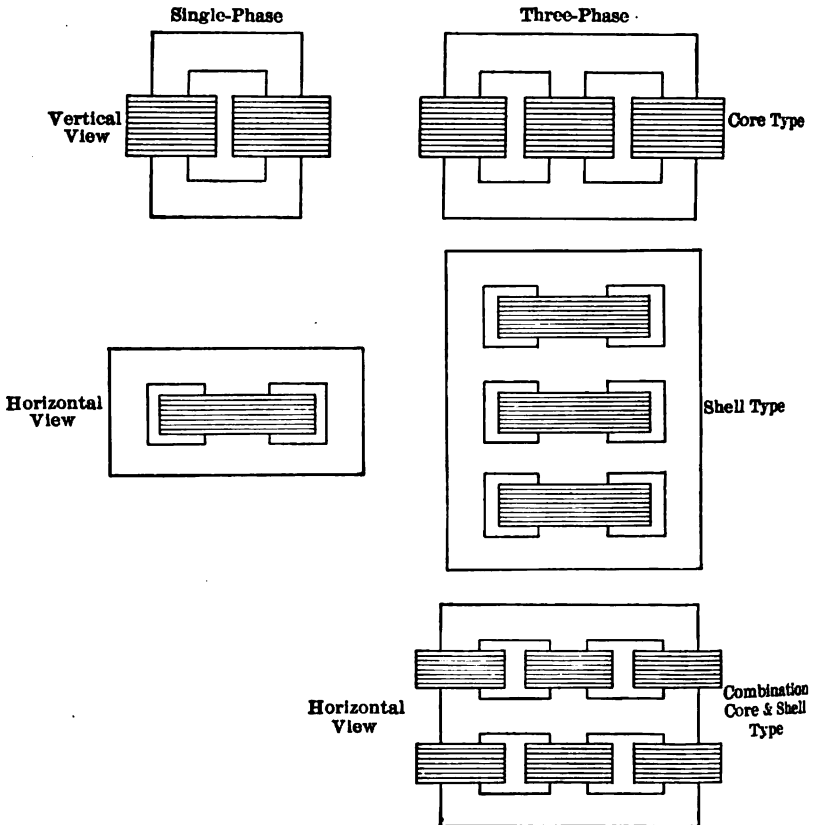 Single-Phase
Three-Phase
Vertical
View
Core Type
Horizontal
View
Shell Type
Horizontal
View
Combination
Core & Shell
Type